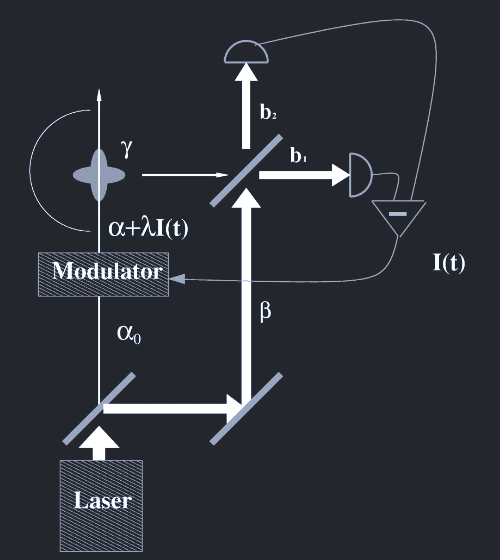 b₂
γ
b₁
α+λI(t)
Modulator
I(t)
β
α₀
Laser